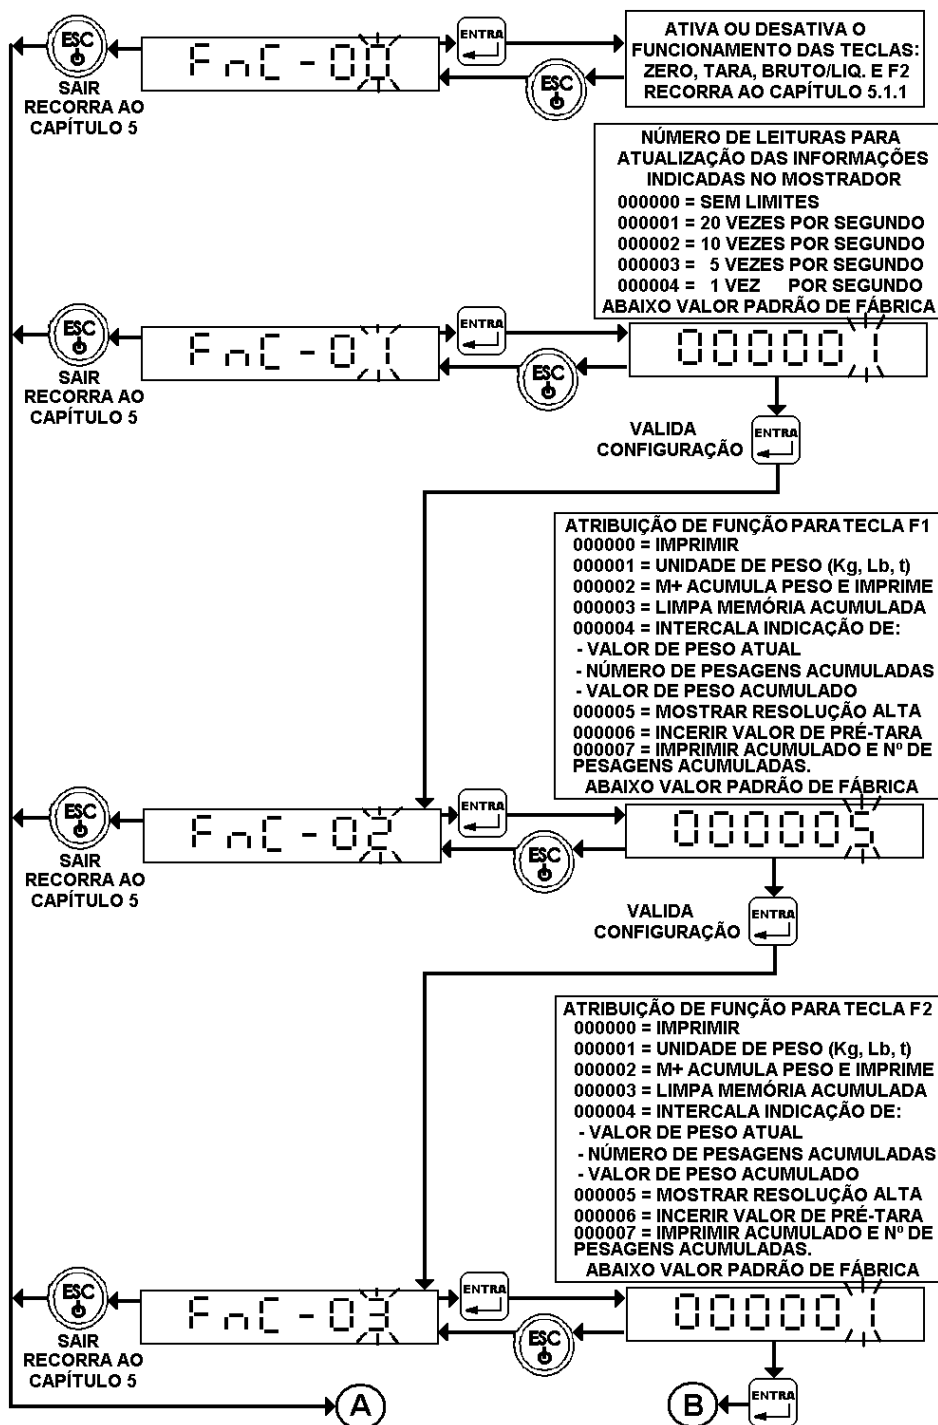 ESC
SAIR
RECORRA AO
CAPÍTULO 5
FnC-00
ENTRA
ESC
ATIVA OU DESATIVA O
FUNCIONAMENTO DAS TECLAS:
ZERO, TARA, BRUTO/LIQ. E F2
RECORRA AO CAPÍTULO 5.1.1
NÚMERO DE LEITURAS PARA
ATUALIZAÇÃO DAS INFORMAÇÕES
INDICADAS NO MOSTRADOR
000000 = SEM LIMITES
000001 = 20 VEZES POR SEGUNDO
000002 = 10 VEZES POR SEGUNDO
000003 = 5 VEZES POR SEGUNDO
000004 = 1 VEZ POR SEGUNDO
ABAIXO VALOR PADRÃO DE FÁBRICA
ESC
SAIR
RECORRA AO
CAPÍTULO 5
FnC-01
ENTRA
ESC
000001
VALIDA
CONFIGURAÇÃO
ENTRA
ATRIBUIÇÃO DE FUNÇÃO PARA TECLA F1
000000 = IMPRIMIR
000001 = UNIDADE DE PESO (Kg, Lb, t)
000002 = M+ ACUMULA PESO E IMPRIME
000003 = LIMPA MEMÓRIA ACUMULADA
000004 = INTERCALA INDICAÇÃO DE:
- VALOR DE PESO ATUAL
- NÚMERO DE PESAGENS ACUMULADAS
- VALOR DE PESO ACUMULADO
000005 = MOSTRAR RESOLUÇÃO ALTA
000006 = INCERIR VALOR DE PRÉ-TARA
000007 = IMPRIMIR ACUMULADO E Nº DE
PESAGENS ACUMULADAS.
ABAIXO VALOR PADRÃO DE FÁBRICA
ESC
SAIR
RECORRA AO
CAPÍTULO 5
FnC-02
ENTRA
ESC
000005
VALIDA
CONFIGURAÇÃO
ENTRA
ATRIBUIÇÃO DE FUNÇÃO PARA TECLA F2
000000 = IMPRIMIR
000001 = UNIDADE DE PESO (Kg, Lb, t)
000002 = M+ ACUMULA PESO E IMPRIME
000003 = LIMPA MEMÓRIA ACUMULADA
000004 = INTERCALA INDICAÇÃO DE:
- VALOR DE PESO ATUAL
- NÚMERO DE PESAGENS ACUMULADAS
- VALOR DE PESO ACUMULADO
000005 = MOSTRAR RESOLUÇÃO ALTA
000006 = INCERIR VALOR DE PRÉ-TARA
000007 = IMPRIMIR ACUMULADO E Nº DE
PESAGENS ACUMULADAS.
ABAIXO VALOR PADRÃO DE FÁBRICA
ESC
SAIR
RECORRA AO
CAPÍTULO 5
FnC-03
ENTRA
ESC
000001
A
B
ENTRA